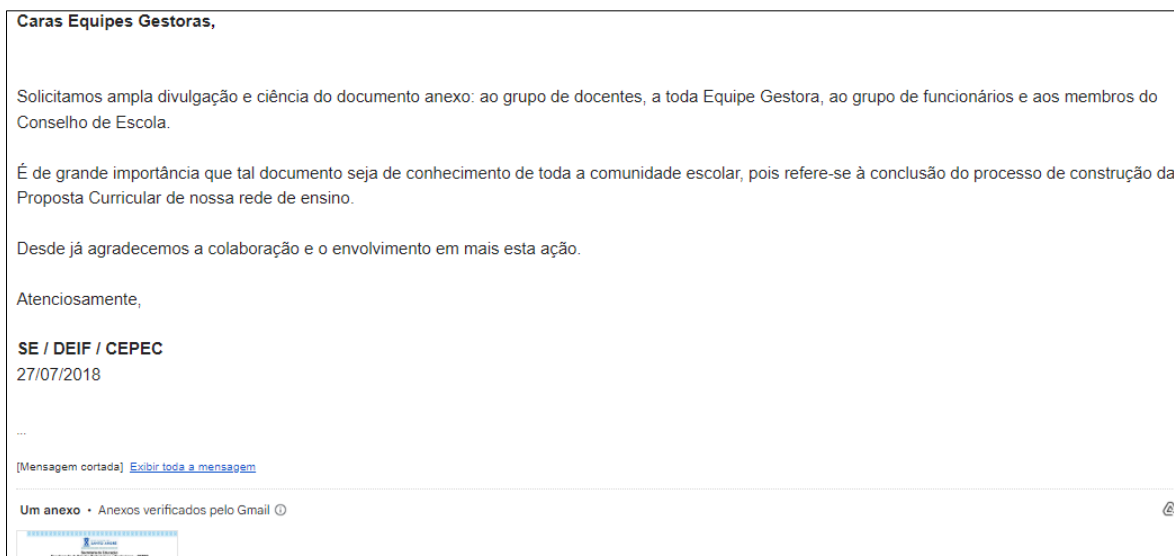 Caras Equipes Gestoras,
Solicitamos ampla divulgação e ciência do documento anexo: ao grupo de docentes, a toda Equipe Gestora, ao grupo de funcionários e aos membros do
Conselho de Escola.
É de grande importância que tal documento seja de conhecimento de toda a comunidade escolar, pois refere-se à conclusão do processo de construção da
Proposta Curricular de nossa rede de ensino.
Desde já agradecemos a colaboração e o envolvimento em mais esta ação.
Atenciosamente,
SE / DEIF / CEPEC
27/07/2018
...
[Mensagem cortada] Exibir toda a mensagem
Um anexo • Anexos verificados pelo Gmail
SANTO ANDRÉ